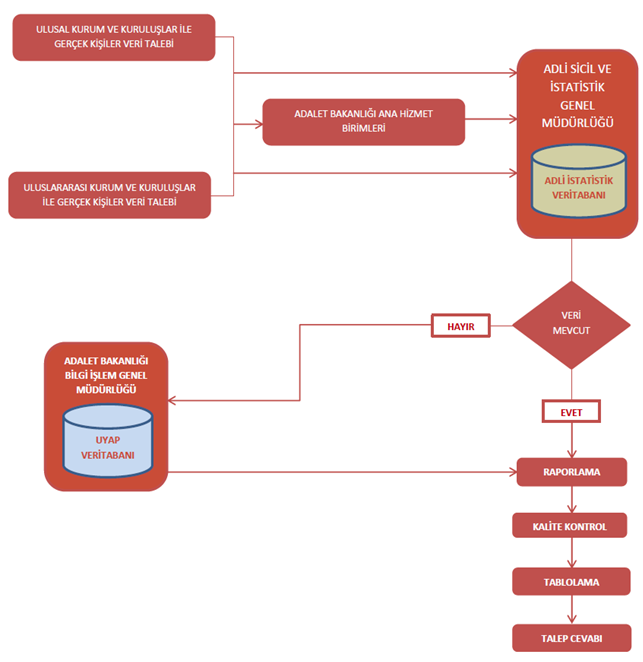 ULUSAL KURUM VE KURULUŞLAR İLE
GERÇEK KİŞİLER VERİ TALEBİ
ADLİ SİCİL VE
İSTATİSTİK
GENEL
MÜDÜRLÜĞÜ
ADALET BAKANLIĞI ANA HİZMET
BİRİMLERİ
ULUSLARARASI KURUM VE KURULUŞLAR
İLE GERÇEK KİŞİLER VERİ TALEBİ
ADLİ İSTATİSTİK
VERİTABANI
VERİ
MEVCUT
HAYIR
ADALET BAKANLIĞI
BİLGİ İŞLEM GENEL
MÜDÜRLÜĞÜ
UYAP
VERİTABANI
EVET
RAPORLAMA
KALİTE KONTROL
TABLOLAMA
TALEP CEVABI